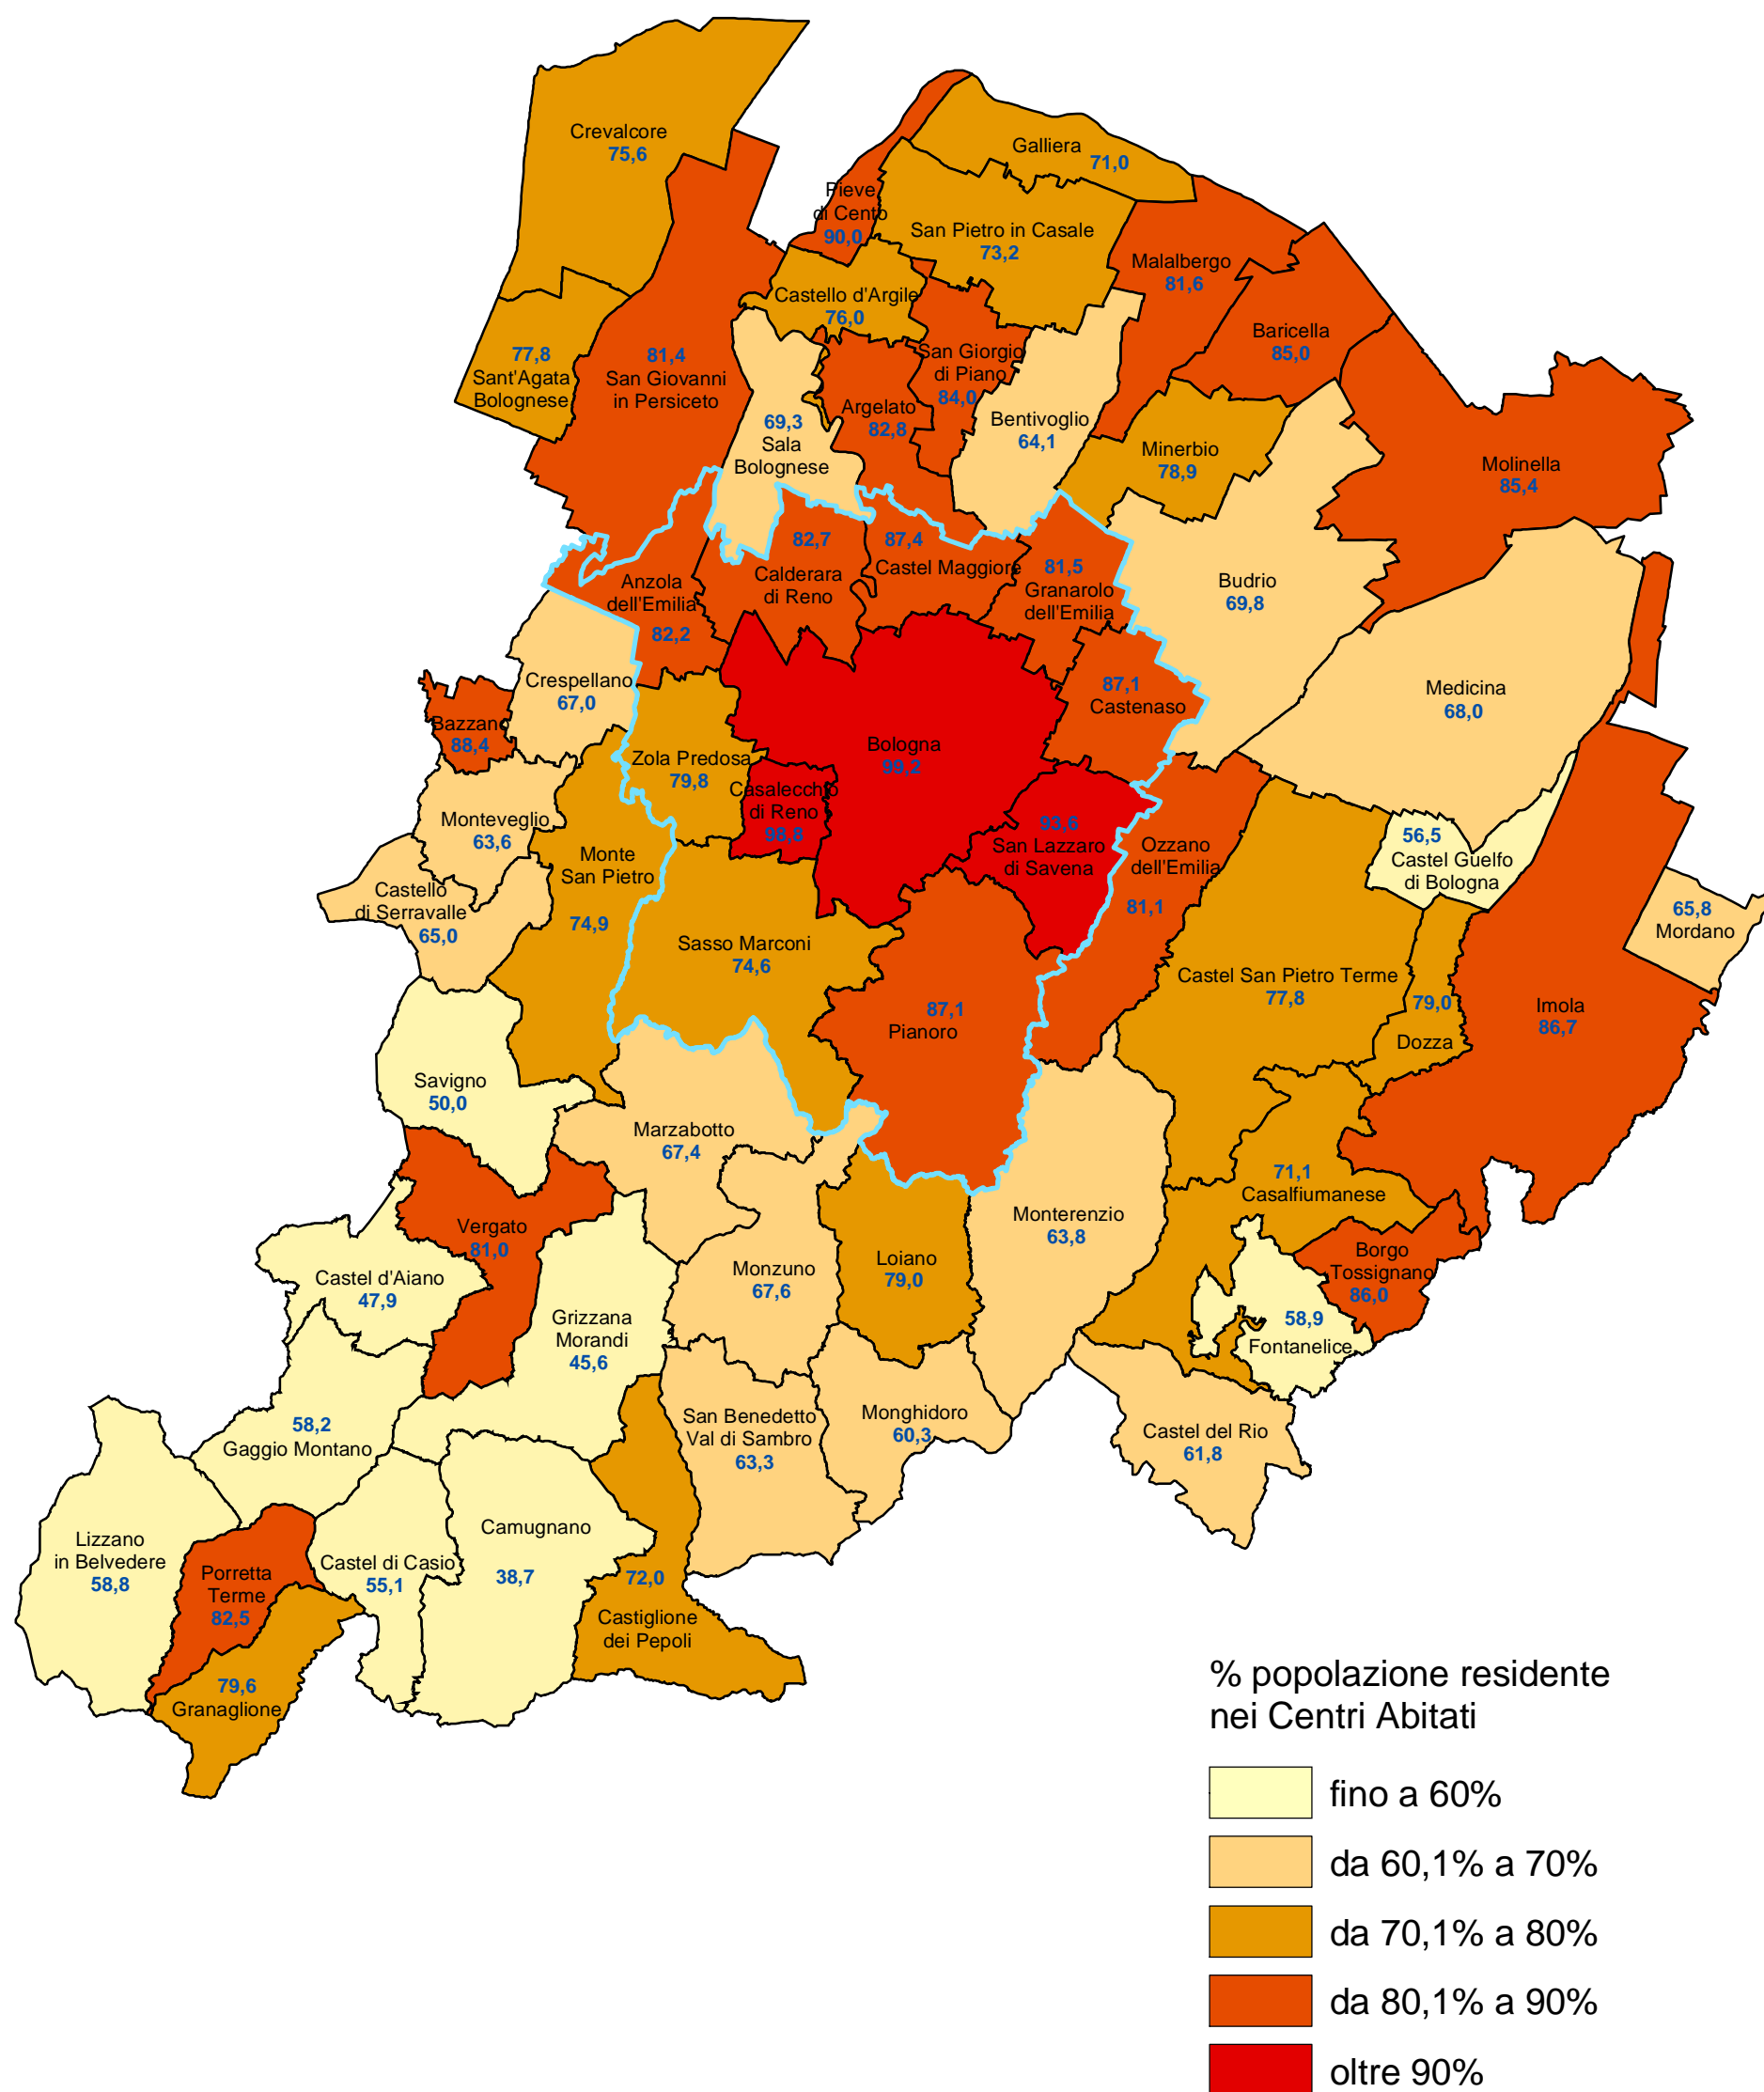 Crevalcore
75,6
Galliera
71,0
Pieve
di Cento
90,0
San Pietro in Casale
73,2
Malalbergo
81,6
Castello d'Argile
76,0
Baricella
85,0
77,8
Sant'Agata
Bolognese
81,4
San Giovanni
in Persiceto
San Giorgio
di Piano
84,0
Argelato
82,8
69,3
Sala
Bolognese
Bentivoglio
64,1
Minerbio
78,9
Molinella
85,4
82,7
Calderara
di Reno
87,4
Castel Maggiore
81,5
Granarolo
dell'Emilia
Budrio
69,8
Anzola
dell'Emilia
82,2
Crespellano
67,0
87,1
Castenaso
Medicina
68,0
Bazzano
88,4
Bologna
99,2
Zola Predosa
79,8
Casalecchio
di Reno
98,8
Monteveglio
63,6
93,6
San Lazzaro
di Savena
Ozzano
dell'Emilia
81,1
56,5
Castel Guelfo
di Bologna
Monte
San Pietro
74,9
Castello
di Serravalle
65,0
65,8
Mordano
Sasso Marconi
74,6
Castel San Pietro Terme
77,8
79,0
Dozza
Imola
86,7
87,1
Pianoro
Savigno
50,0
Marzabotto
67,4
71,1
Casalfiumanese
Vergato
81,0
Monterenzio
63,8
Castel d'Aiano
47,9
Monzuno
67,6
Loiano
79,0
Borgo
Tossignano
86,0
Grizzana
Morandi
45,6
58,9
Fontanelice
58,2
Gaggio Montano
San Benedetto
Val di Sambro
63,3
Monghidoro
60,3
Castel del Rio
61,8
Lizzano
in Belvedere
58,8
Camugnano
38,7
Castel di Casio
55,1
Porretta
Terme
82,5
72,0
Castiglione
dei Pepoli
79,6
Granaglione
% popolazione residente
nei Centri Abitati
fino a 60%
da 60,1% a 70%
da 70,1% a 80%
da 80,1% a 90%
oltre 90%